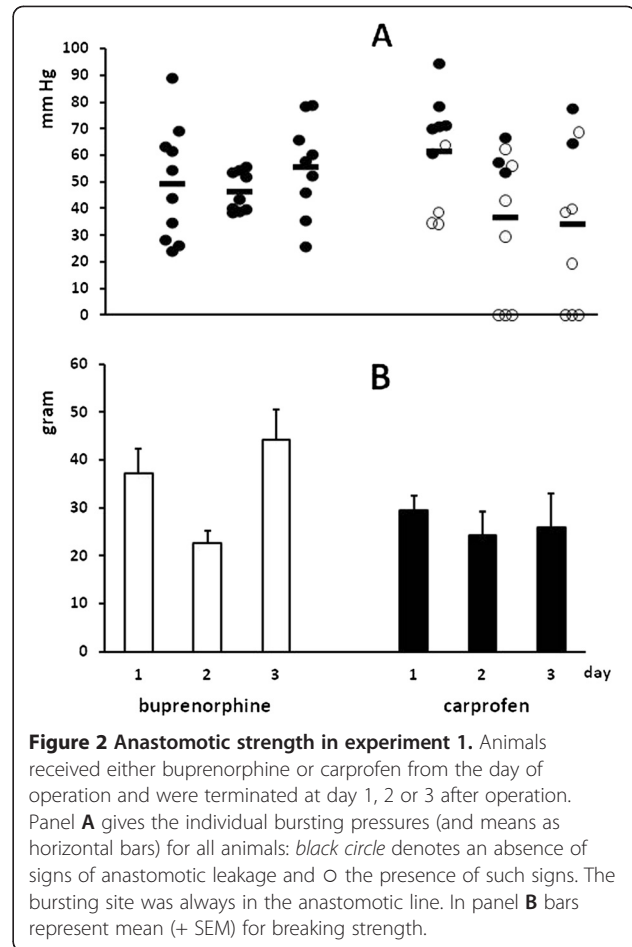 A
mm Hg
100
90
80
70
60
50
40
30
20
10
0
B
gram
60
50
40
30
20
10
0
1 2 3 1 2 3 day
buprenorphine carprofen
Figure 2 Anastomotic strength in experiment 1. Animals
received either buprenorphine or carprofen from the day of
operation and were terminated at day 1, 2 or 3 after operation.
Panel A gives the individual bursting pressures (and means as
horizontal bars) for all animals: black circle denotes an absence of
signs of anastomotic leakage and O the presence of such signs. The
bursting site was always in the anastomotic line. In panel B bars
represent mean (+ SEM) for breaking strength.